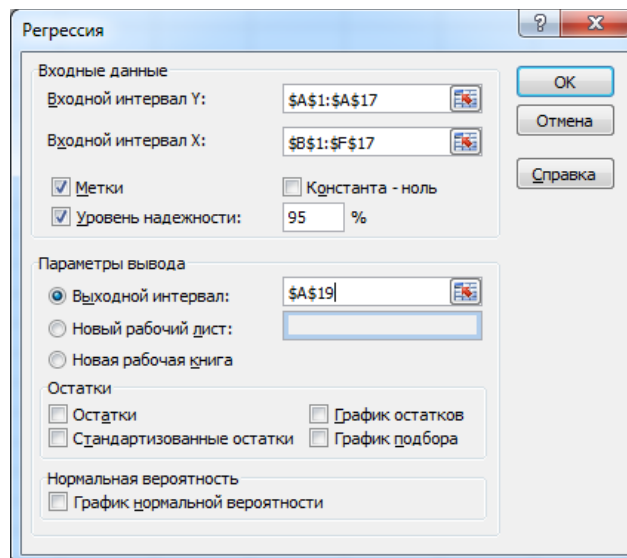 Регрессия
?
X
Входные данные
Входной интервал Y:
$A$1:$A$17
Входной интервал X:
$B$1:$F$17
Метки
Константа - ноль
Уровень надежности:
95
%
OK
Отмена
Справка
Параметры вывода
Выходной интервал:
$A$19
Новый рабочий лист:
Новая рабочая книга
Остатки
Остатки
График остатков
Стандартизованные остатки
График подбора
Нормальная вероятность
График нормальной вероятности